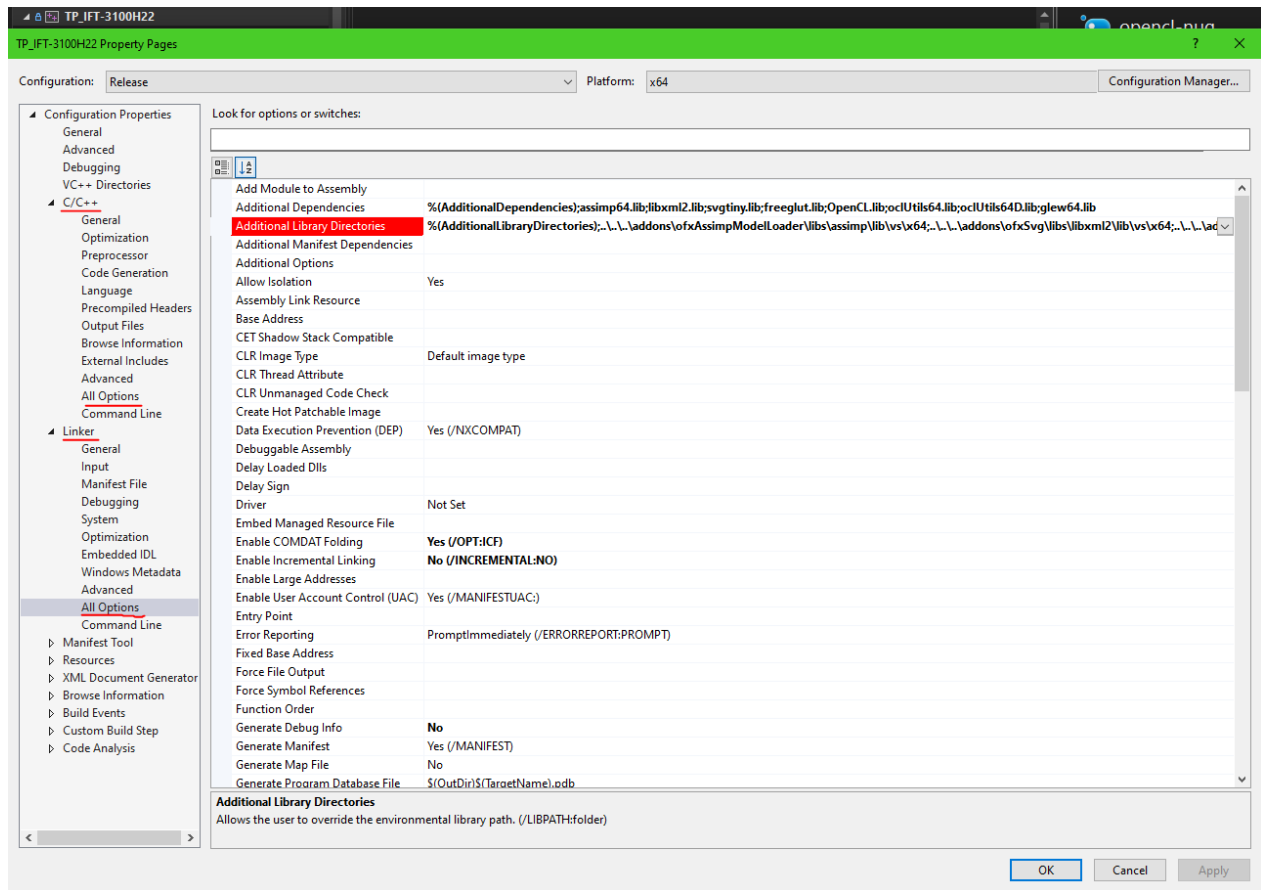 TP_IFT-3100H22
opencl-nug
TP_IFT-3100H22 Property Pages
? ×
Configuration: Release Platform: x64 Configuration Manager...
Configuration Properties
General
Advanced
Debugging
VC++ Directories
C/C++
General
Optimization
Preprocessor
Code Generation
Language
Precompiled Headers
Output Files
Browse Information
External Includes
Advanced
All Options
Command Line
Linker
General
Input
Manifest File
Debugging
System
Optimization
Embedded IDL
Windows Metadata
Advanced
All Options
Command Line
Manifest Tool
Resources
XML Document Generator
Browse Information
Build Events
Custom Build Step
Code Analysis
Look for options or switches:
Add Module to Assembly
Additional Dependencies %(AdditionalDependencies);assimp64.lib;libxml2.lib;svgtiny.lib;freeglut.lib;OpenCL.lib;oclUtils64.lib;oclUtils64D.lib;glew64.lib
Additional Library Directories %(AdditionalLibraryDirectories);..\..\..\addons\ofxAssimpModelLoader\libs\assimp\lib\vs\x64;..\..\..\addons\ofxSvg\libs\libxml2\lib\vs\x64;..\..\..\ad
Additional Manifest Dependencies
Additional Options
Allow Isolation Yes
Assembly Link Resource
Base Address
CET Shadow Stack Compatible
CLR Image Type Default image type
CLR Thread Attribute
CLR Unmanaged Code Check
Create Hot Patchable Image
Data Execution Prevention (DEP) Yes (/NXCOMPAT)
Debuggable Assembly
Delay Loaded Dlls
Delay Sign
Driver Not Set
Embed Managed Resource File
Enable COMDAT Folding Yes (/OPT:ICF)
Enable Incremental Linking No (/INCREMENTAL:NO)
Enable Large Addresses
Enable User Account Control (UAC) Yes (/MANIFESTUAC:)
Entry Point
Error Reporting PromptImmediately (/ERRORREPORT:PROMPT)
Fixed Base Address
Force File Output
Force Symbol References
Function Order
Generate Debug Info No
Generate Manifest Yes (/MANIFEST)
Generate Map File No
Generate Program Database File $(OutDir)$(TargetName).pdb
Additional Library Directories
Allows the user to override the environmental library path. (/LIBPATH:folder)
OK Cancel Apply